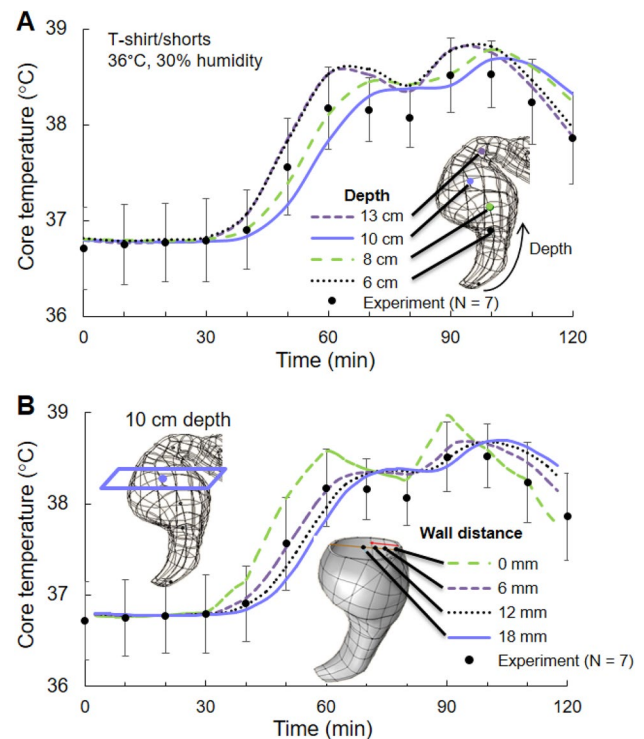 A
T-shirt/shorts
36°C, 30% humidity
Core temperature (°C)
39
38
37
36
Depth
13 cm
10 cm
8 cm
6 cm
Experiment (N = 7)
Depth
0 30 60 90 120
Time (min)
B
10 cm depth
Core temperature (°C)
39
38
37
36
Wall distance
0 mm
6 mm
12 mm
18 mm
Experiment (N = 7)
0 30 60 90 120
Time (min)